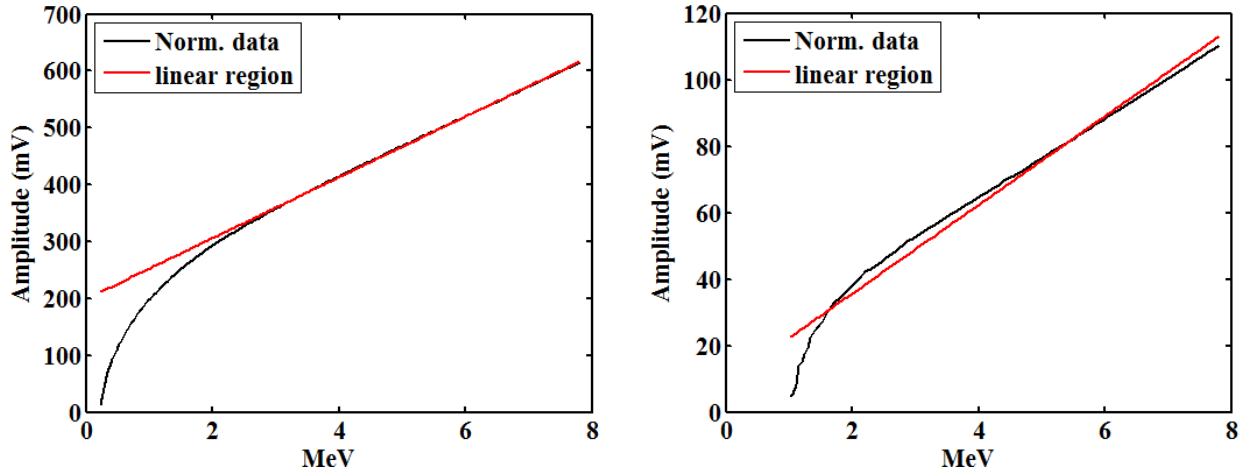 700
600
500
400
300
200
100
0
Amplitude (mV)
Norm. data
linear region
0 2 4 6 8
MeV
120
100
80
60
40
20
0
Amplitude (mV)
Norm. data
linear region
0 2 4 6 8
MeV